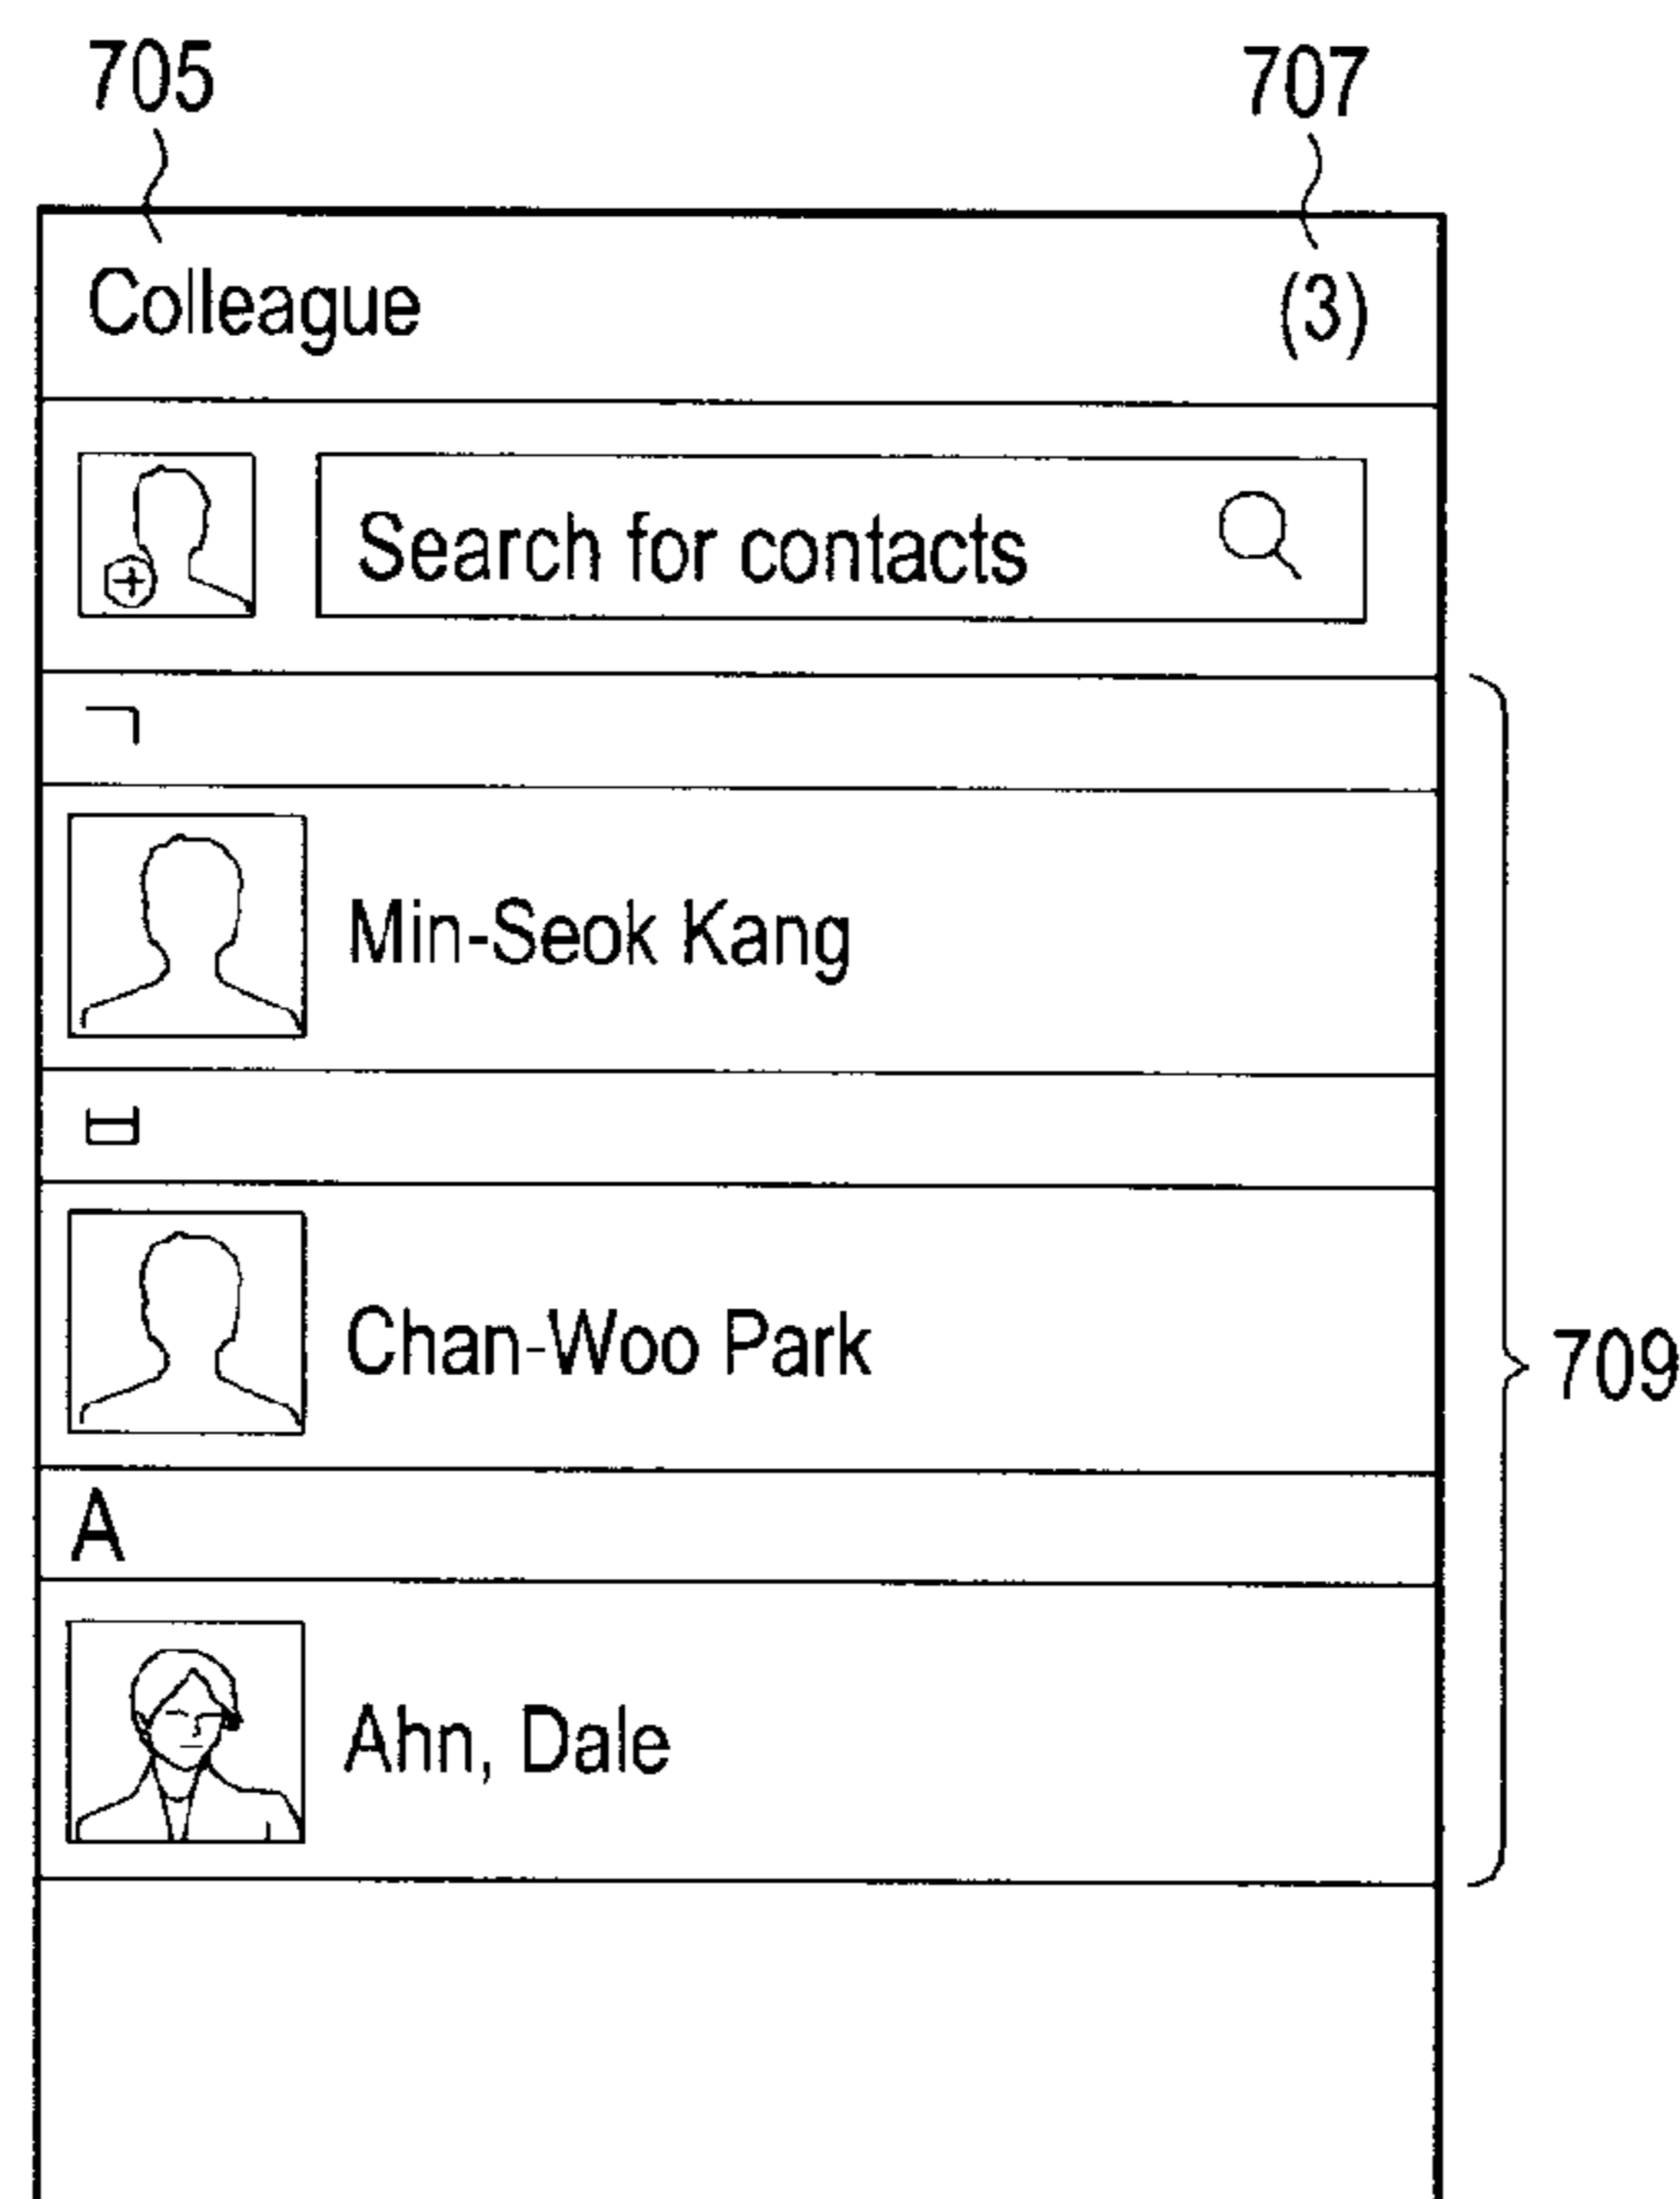 705 707
Colleague (3)
Search for contacts
ㄱ
Min-Seok Kang
ㅂ
Chan-Woo Park
709
A
Ahn, Dale